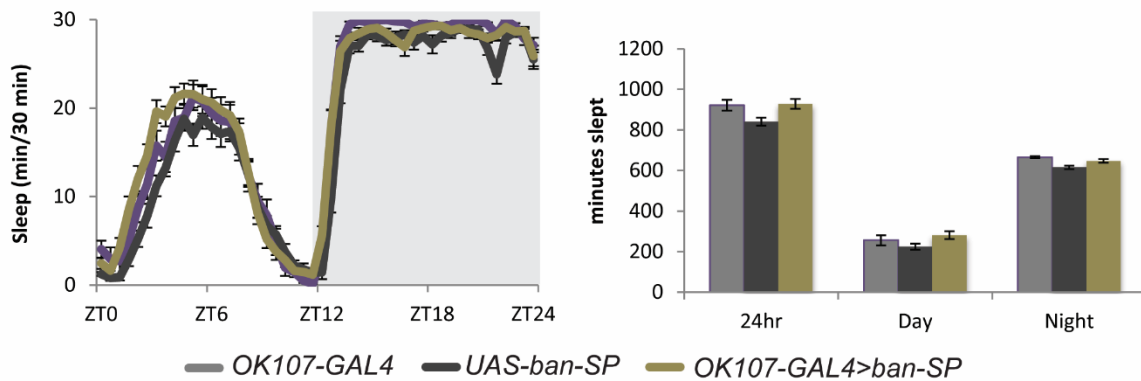 Sleep (min/30 min)
30
20
10
0
ZT0 ZT6 ZT12 ZT18 ZT24
minutes slept
1200
1000
800
600
400
200
0
24hr Day Night
OK107-GAL4 UAS-ban-SP OK107-GAL4>ban-SP